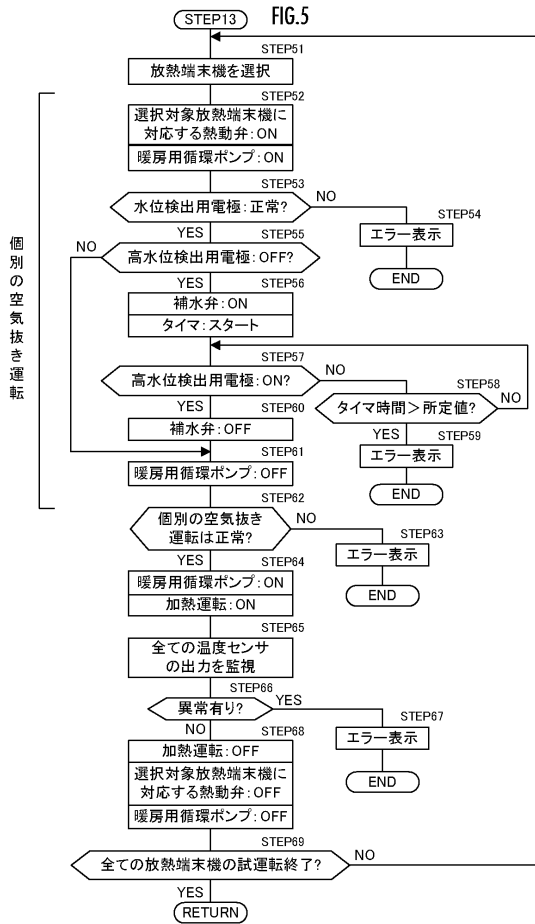 FIG.5
STEP13
STEP51
放熱端末機を選択
STEP52
選択対象放熱端末機に
対応する熱動弁:ON
暖房用循環ポンプ:ON
STEP53
水位検出用電極:正常?
NO
STEP54
エラー表示
END
YES
STEP55
NO
高水位検出用電極:OFF?
YES
STEP56
補水弁:ON
タイマ:スタート
STEP57
高水位検出用電極:ON?
NO
STEP58
タイマ時間>所定値?
NO
YES
STEP59
エラー表示
END
YES
STEP60
補水弁:OFF
STEP61
暖房用循環ポンプ:OFF
個別の空気抜き運転
STEP62
個別の空気抜き
運転は正常?
NO
STEP63
エラー表示
END
YES
STEP64
暖房用循環ポンプ:ON
加熱運転:ON
STEP65
全ての温度センサ
の出力を監視
STEP66
異常有り?
YES
STEP67
エラー表示
END
NO
STEP68
加熱運転:OFF
選択対象放熱端末機に
対応する熱動弁:OFF
暖房用循環ポンプ:OFF
STEP69
全ての放熱端末機の試運転終了?
NO
YES
RETURN